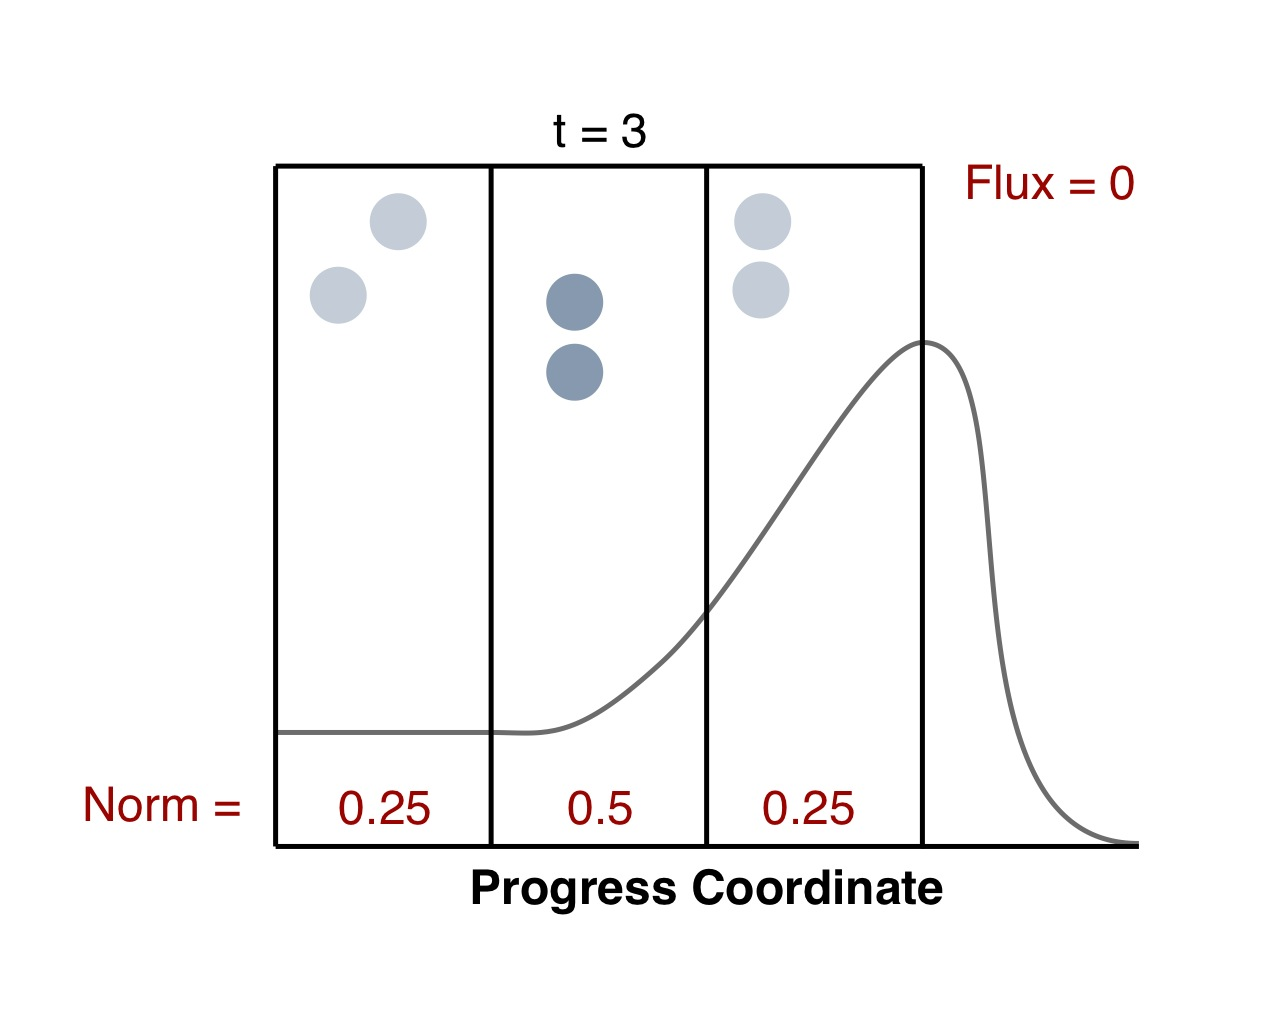 t = 3
Flux = 0
Norm = 0.25 0.5 0.25
Progress Coordinate